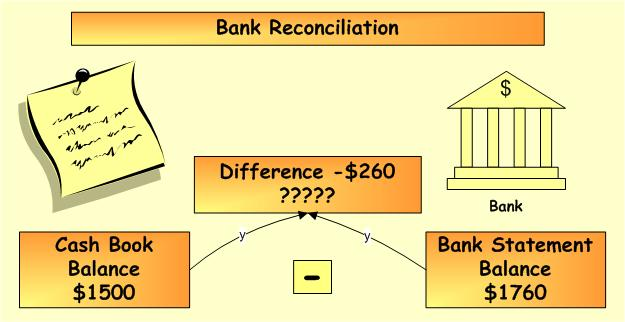 Bank Reconciliation
$
Difference -$260
?????
Bank
y
y
Cash Book
Balance
$1500
-
Bank Statement
Balance
$1760